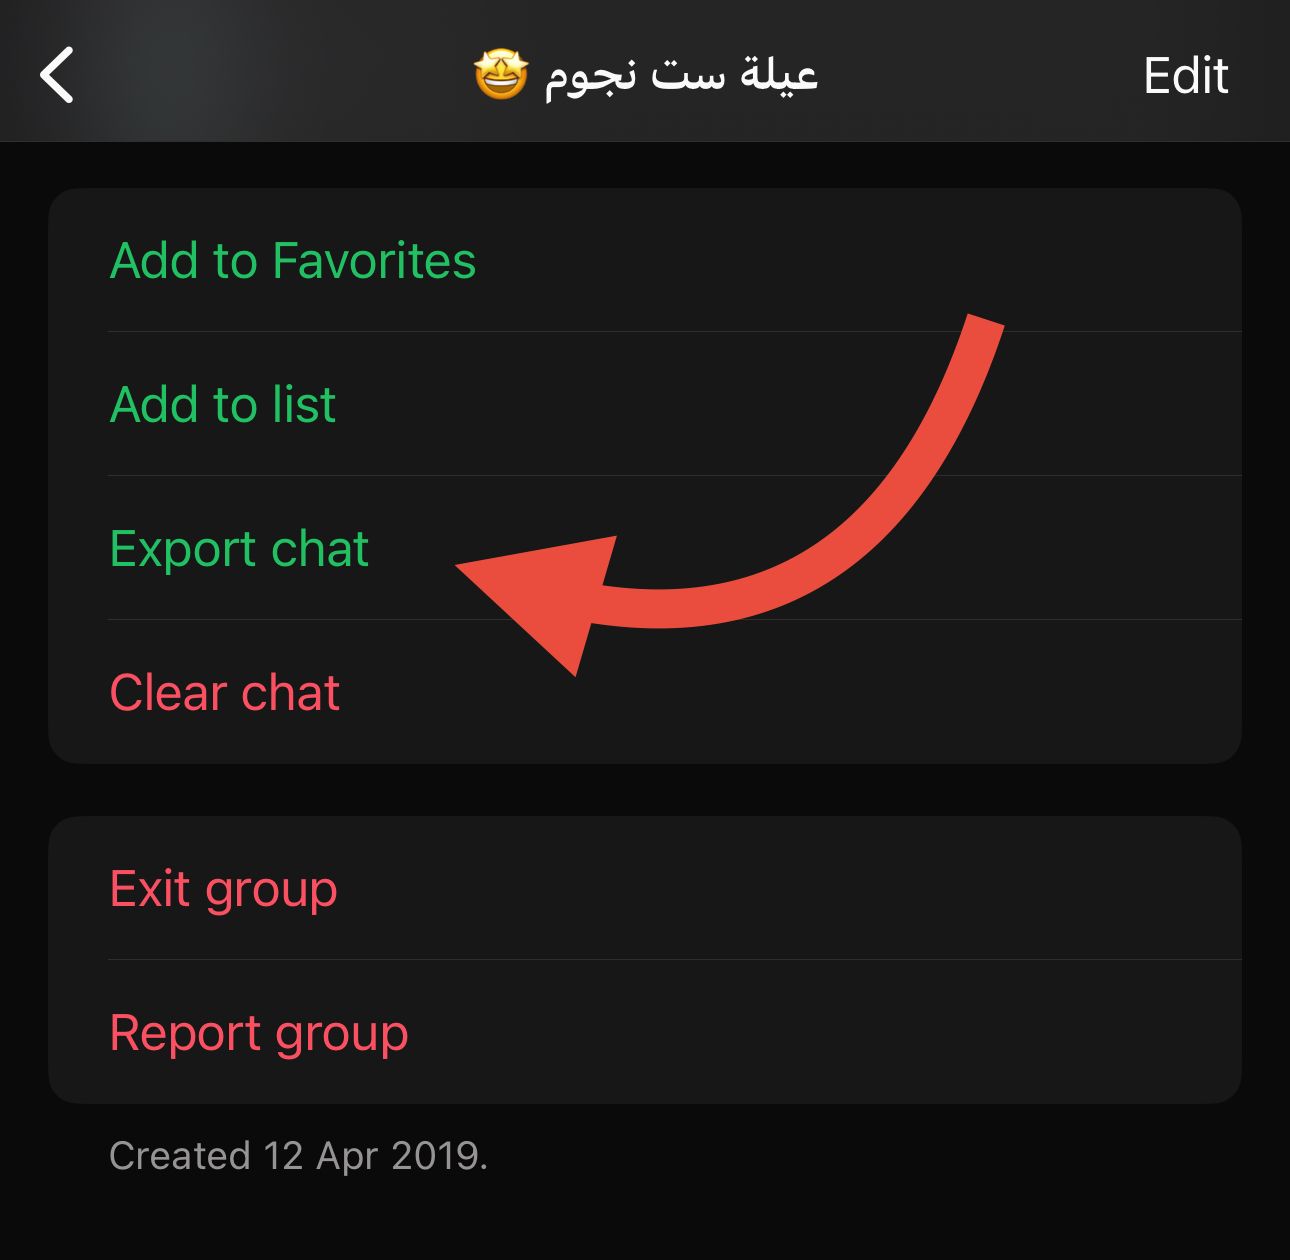 عيلة ست نجوم 🤩
Edit
Add to Favorites
Add to list
Export chat
Clear chat
Exit group
Report group
Created 12 Apr 2019.